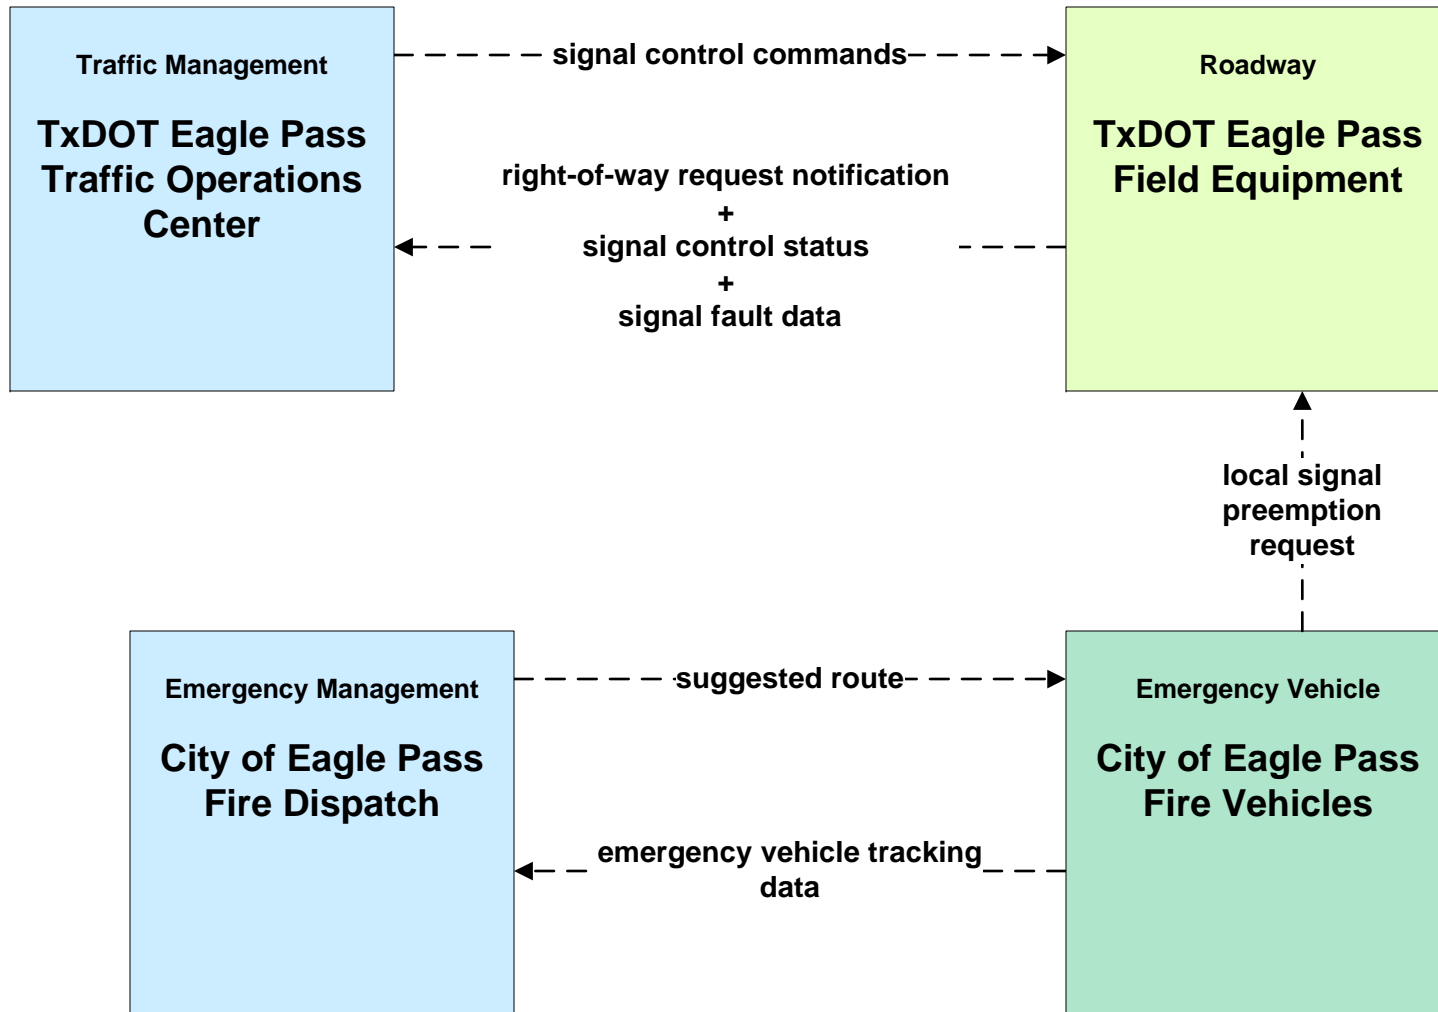 Traffic Management
TxDOT Eagle Pass
Traffic Operations
Center
signal control commands
right-of-way request notification
+
signal control status
+
signal fault data
Roadway
TxDOT Eagle Pass
Field Equipment
local signal
preemption
request
Emergency Management
City of Eagle Pass
Fire Dispatch
suggested route
emergency vehicle tracking
data
Emergency Vehicle
City of Eagle Pass
Fire Vehicles